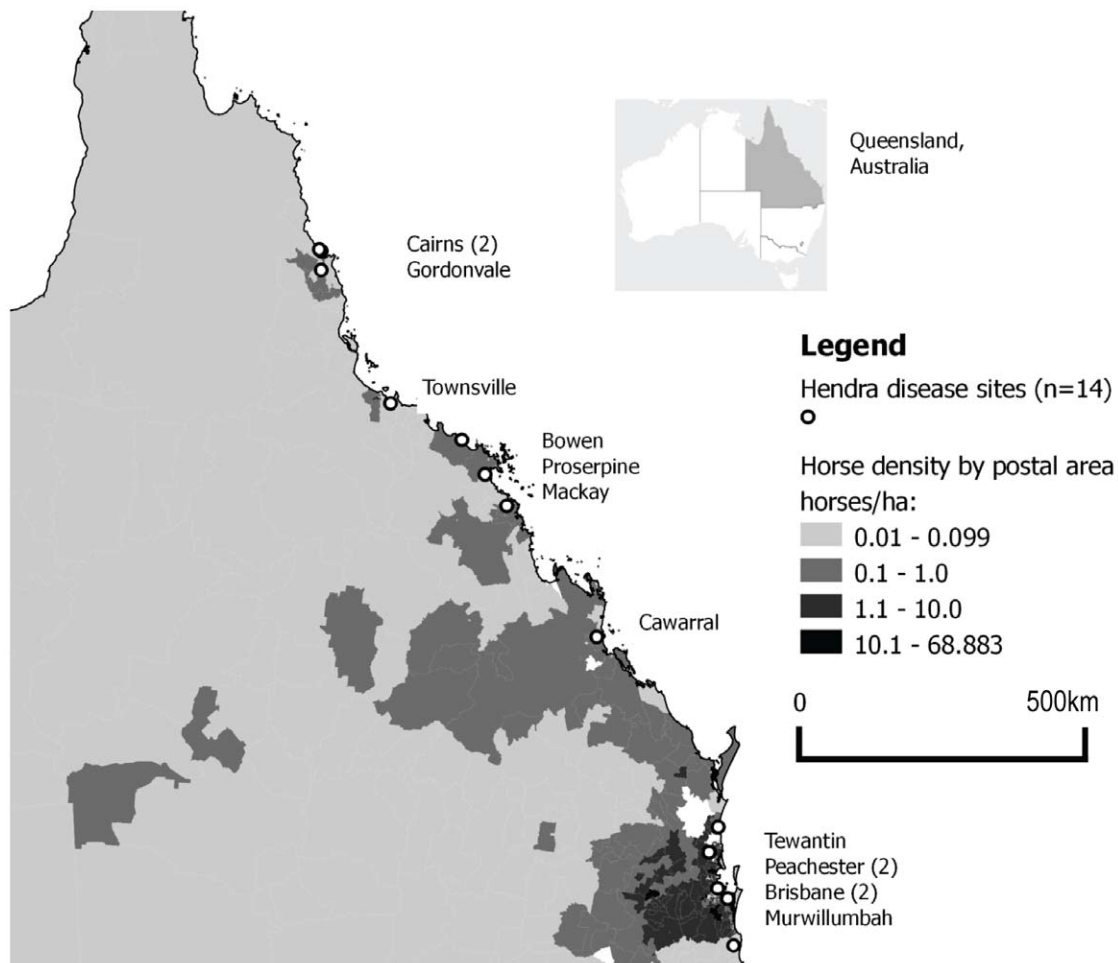 Queensland,
Australia
Cairns (2)
Gordonvale
Legend
Hendra disease sites (n=14)
Townsville
Bowen
Proserpine
Mackay
Horse density by postal area
horses/ha:
0.01 - 0.099
0.1 - 1.0
1.1 - 10.0
10.1 - 68.883
Cawarral
0
500km
Tewantin
Peachester (2)
Brisbane (2)
Murwillumbah